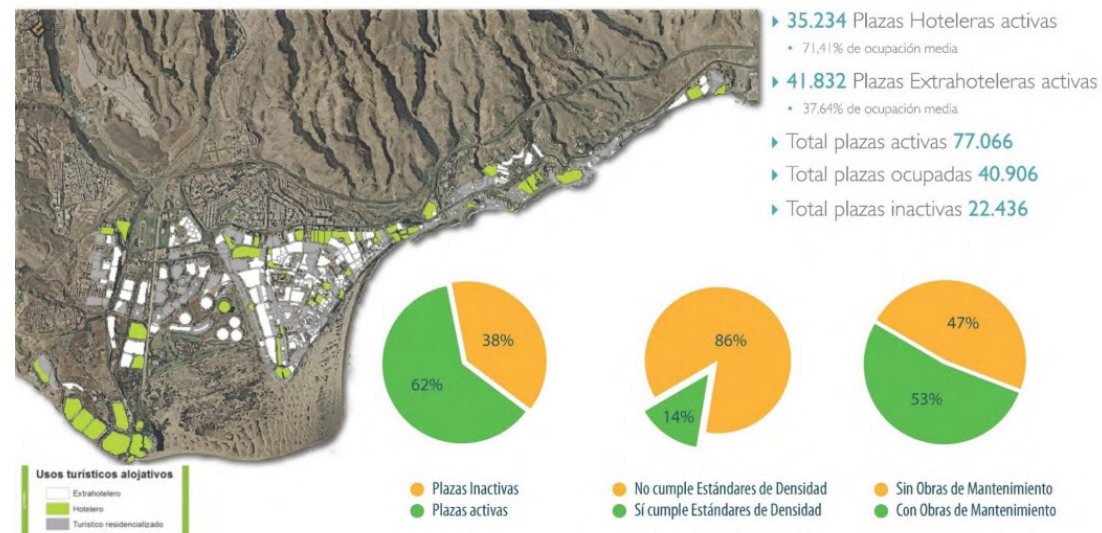 35.234 Plazas Hoteleras activas
71,41% de ocupación media
41.832 Plazas Extrahoteleras activas
37,64% de ocupación media
Total plazas activas 77.066
Total plazas ocupadas 40.906
Total plazas inactivas 22.436
38%
62%
86%
14%
47%
53%
Usos turísticos alojativos
Extrahotelero
Hotelero
Turístico residencializado
Plazas Inactivas
Plazas activas
No cumple Estándares de Densidad
Sí cumple Estándares de Densidad
Sin Obras de Mantenimiento
Con Obras de Mantenimiento